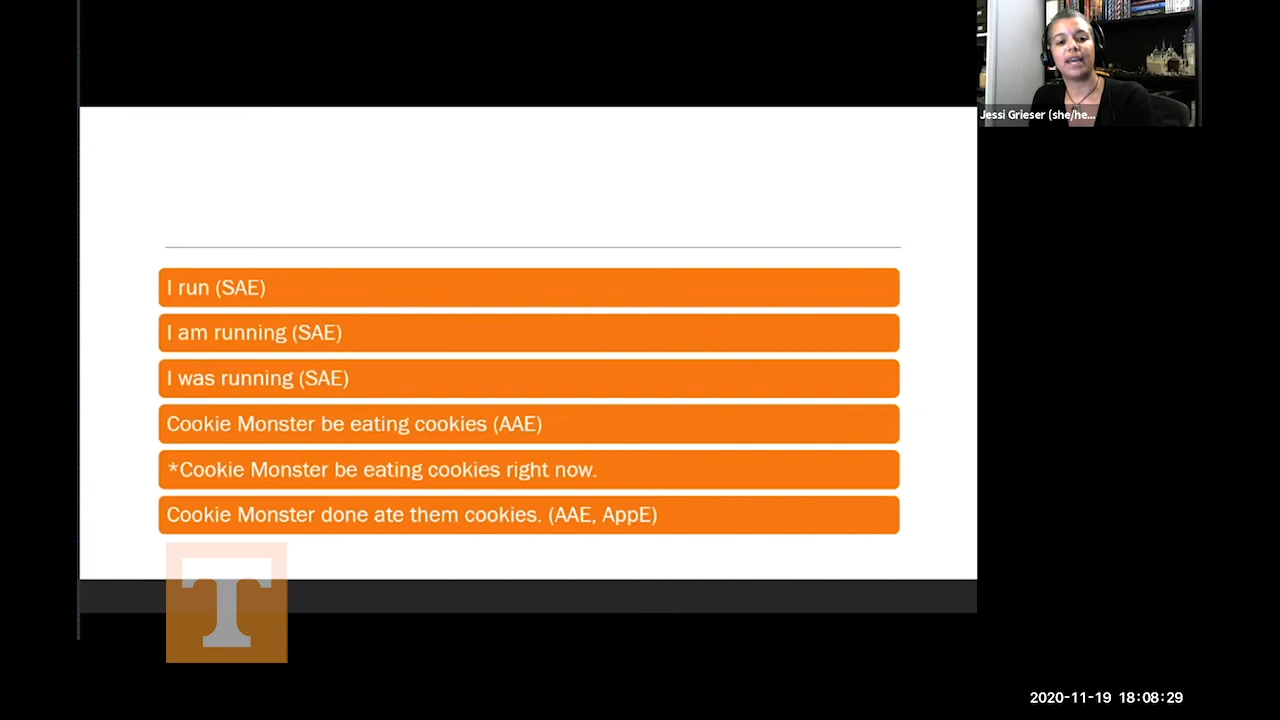 Jessi Grieser (she/he...
I run (SAE)
I am running (SAE)
I was running (SAE)
Cookie Monster be eating cookies (AAE)
*Cookie Monster be eating cookies right now.
Cookie Monster done ate them cookies. (AAE, AppE)
T
2020-11-19 18:08:29